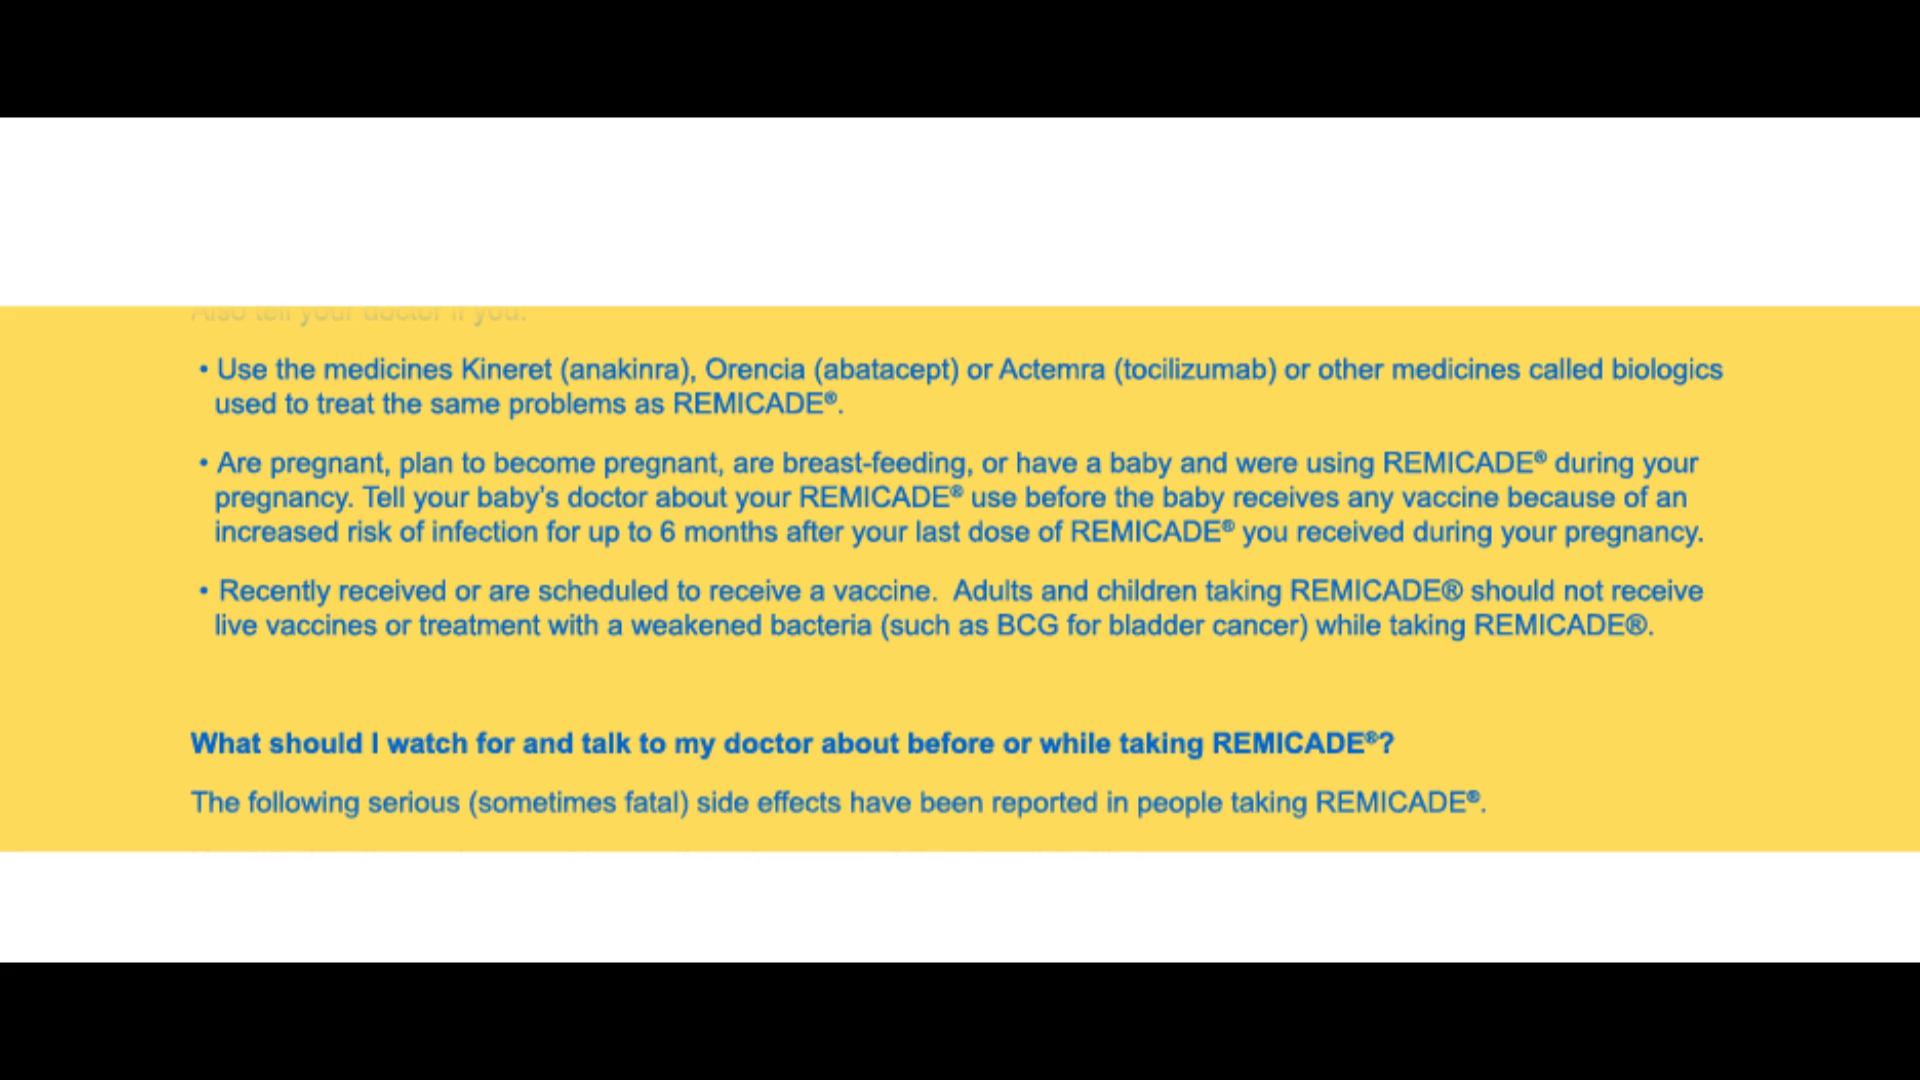 Also tell your doctor if you:
• Use the medicines Kineret (anakinra), Orencia (abatacept) or Actemra (tocilizumab) or other medicines called biologics
used to treat the same problems as REMICADE®.
• Are pregnant, plan to become pregnant, are breast-feeding, or have a baby and were using REMICADE® during your
pregnancy. Tell your baby’s doctor about your REMICADE® use before the baby receives any vaccine because of an
increased risk of infection for up to 6 months after your last dose of REMICADE® you received during your pregnancy.
• Recently received or are scheduled to receive a vaccine.  Adults and children taking REMICADE® should not receive
live vaccines or treatment with a weakened bacteria (such as BCG for bladder cancer) while taking REMICADE®.
What should I watch for and talk to my doctor about before or while taking REMICADE®?
The following serious (sometimes fatal) side effects have been reported in people taking REMICADE®.